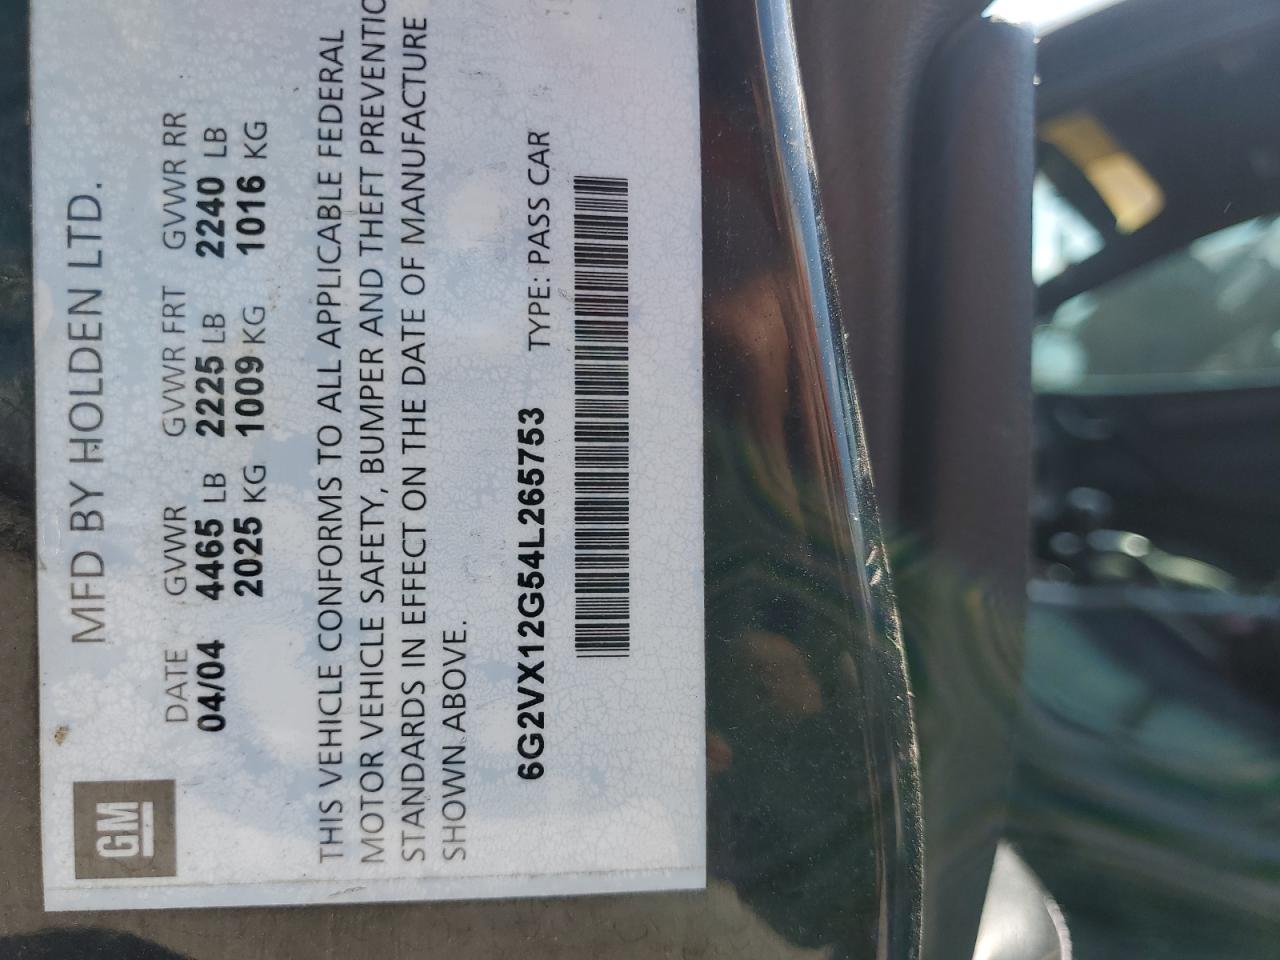 MFD BY HOLDEN LTD.
GM
DATE GVWR GVWR FRT GVWR RR
04/04 4465 LB 2225 LB 2240 LB
2025 KG 1009 KG 1016 KG
THIS VEHICLE CONFORMS TO ALL APPLICABLE FEDERAL
MOTOR VEHICLE SAFETY, BUMPER AND THEFT PREVENTIO
STANDARDS IN EFFECT ON THE DATE OF MANUFACTURE
SHOWN ABOVE.
6G2VX12G54L265753 TYPE: PASS CAR